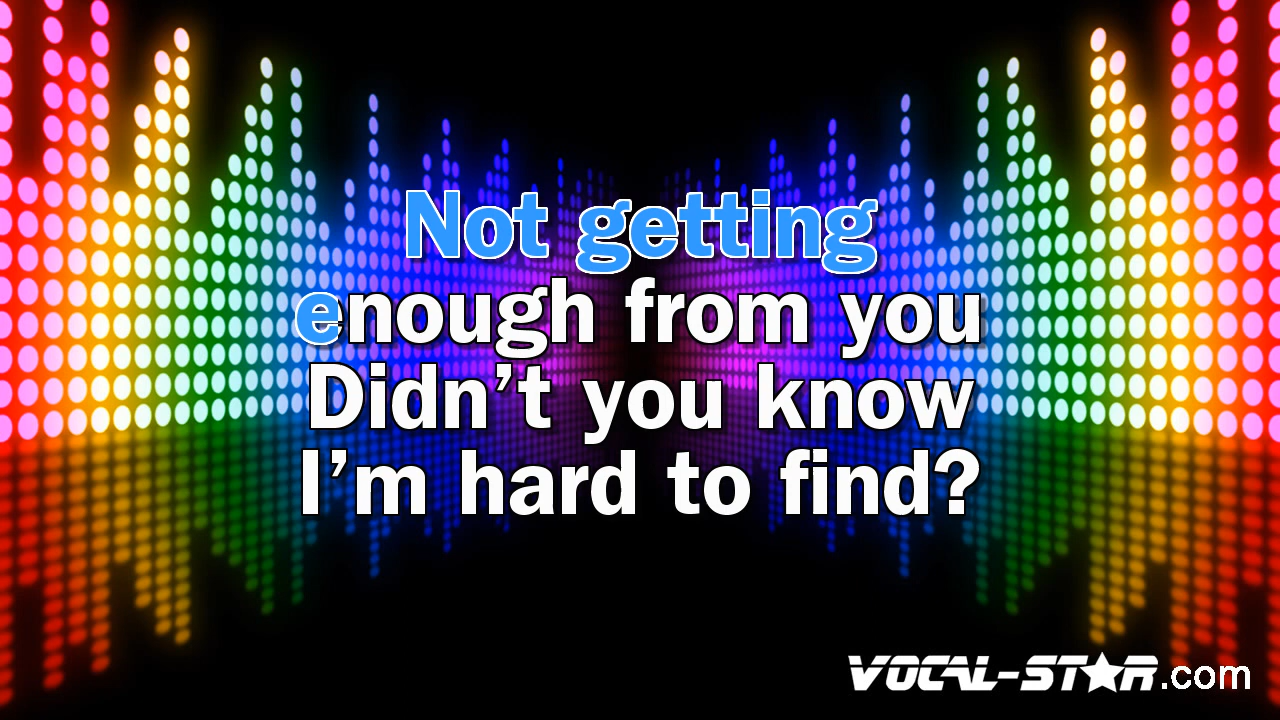 Not getting
enough from you
Didn’t you know
I’m hard to find?
VOCAL-STAR.com